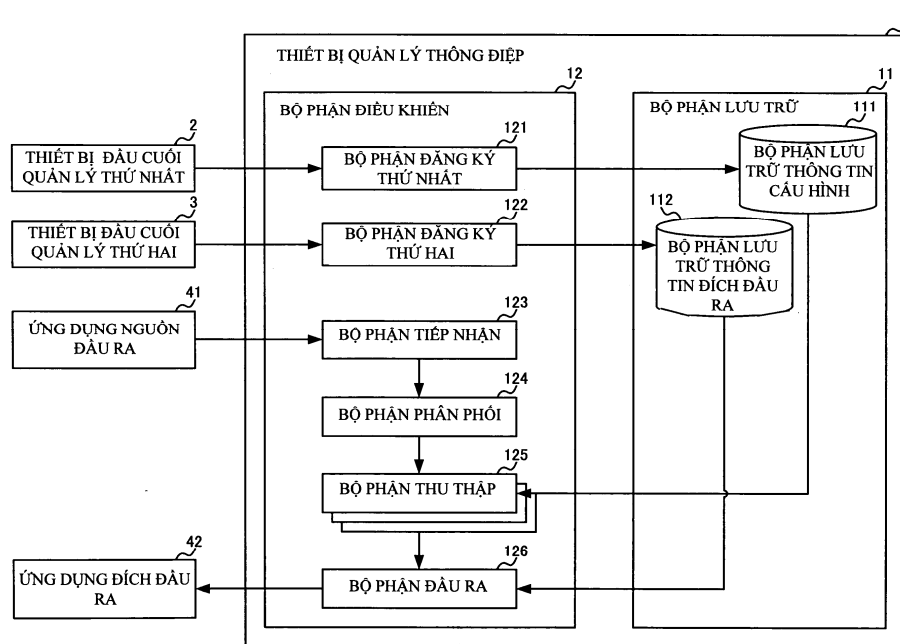 THIẾT BỊ QUẢN LÝ THÔNG ĐIỆP
12
11
BỘ PHẬN ĐIỀU KHIỂN
BỘ PHẬN LƯU TRỮ
111
BỘ PHẬN LƯU
TRỮ THÔNG TIN
CẤU HÌNH
2
THIẾT BỊ ĐẦU CUỐI
QUẢN LÝ THỨ NHẤT
121
BỘ PHẬN ĐĂNG KÝ
THỨ NHẤT
3
THIẾT BỊ ĐẦU CUỐI
QUẢN LÝ THỨ HAI
122
BỘ PHẬN ĐĂNG KÝ
THỨ HAI
112
BỘ PHẬN LƯU
TRỮ THÔNG
TIN ĐÍCH ĐẦU
RA
41
ỨNG DỤNG NGUỒN
ĐẦU RA
123
BỘ PHẬN TIẾP NHẬN
124
BỘ PHẬN PHÂN PHỐI
125
BỘ PHẬN THU THẬP
42
ỨNG DỤNG ĐÍCH ĐẦU
RA
126
BỘ PHẬN ĐẦU RA